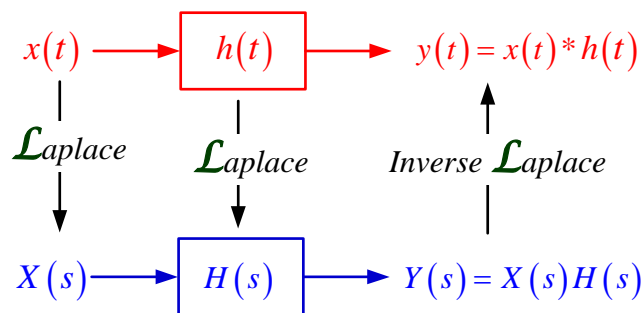 x(t) h(t) y(t) = x(t) * h(t)
ℒaplace ℒaplace Inverse ℒaplace
X(s) H(s) Y(s) = X(s)H(s)